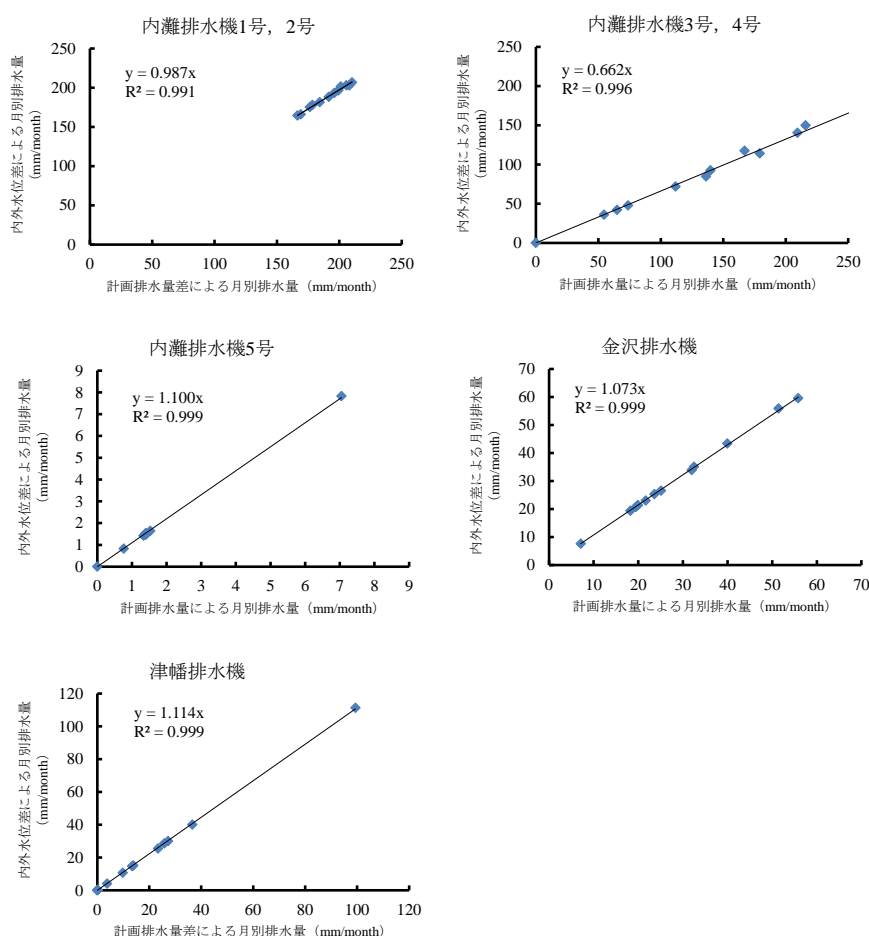 内灘排水機1号，2号
y = 0.987x
R² = 0.991
内外水位差による月別排水量
(mm/month)
250
200
150
100
50
0
0 50 100 150 200 250
計画排水量差による月別排水量（mm/month）
内灘排水機3号，4号
y = 0.662x
R² = 0.996
内外水位差による月別排水量
(mm/month)
250
200
150
100
50
0
0 50 100 150 200 250
計画排水量による月別排水量（mm/month）
内灘排水機5号
y = 1.100x
R² = 0.999
内外水位差による月別排水量
(mm/month)
9
8
7
6
5
4
3
2
1
0
0 1 2 3 4 5 6 7 8 9
計画排水量による月別排水量（mm/month）
金沢排水機
y = 1.073x
R² = 0.999
内外水位差による月別排水量
(mm/month)
70
60
50
40
30
20
10
0
0 10 20 30 40 50 60 70
計画排水量による月別排水量（mm/month）
津幡排水機
y = 1.114x
R² = 0.999
内外水位差による月別排水量
(mm/month)
120
100
80
60
40
20
0
0 20 40 60 80 100 120
計画排水量差による月別排水量（mm/month）